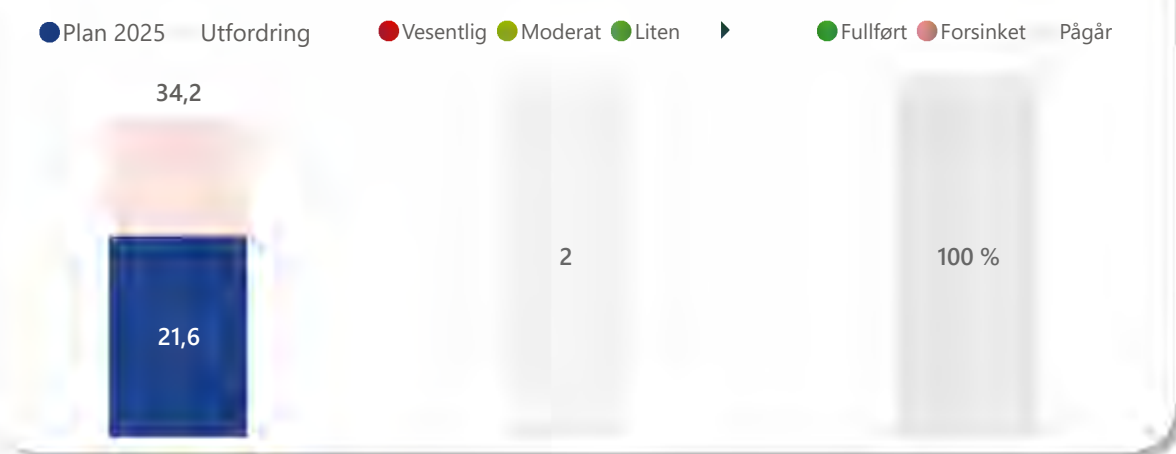 Plan 2025 Utfordring Vesentlig Moderat Liten Fullført Forsinket Pågår
34,2
2
100 %
21,6